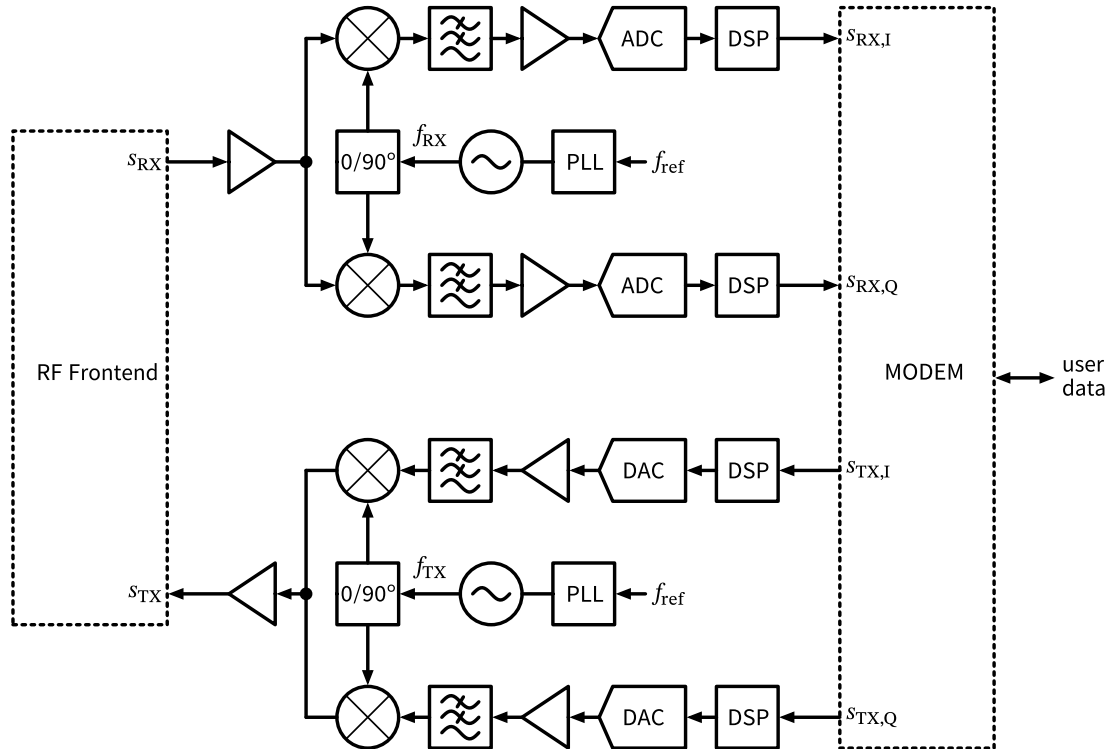 ADC
DSP
s_RX,I
s_RX
0/90°
f_RX
PLL
f_ref
ADC
DSP
s_RX,Q
RF Frontend
MODEM
user
data
DAC
DSP
s_TX,I
s_TX
0/90°
f_TX
PLL
f_ref
DAC
DSP
s_TX,Q